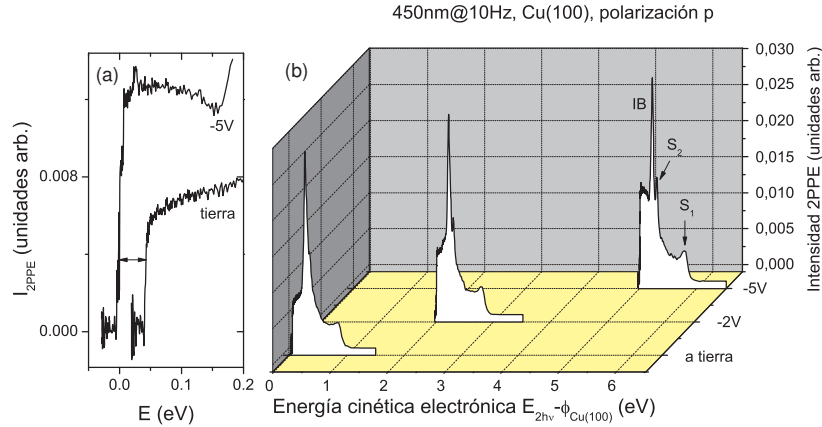 450nm@10Hz, Cu(100), polarización p
(a)
-5V
tierra
0.008
0.000
I2PPE (unidades arb.)
0.0
0.1
0.2
E (eV)
(b)
IB
S2
S1
0,030
0,025
0,020
0,015
0,010
0,005
0,000
Intensidad 2PPE (unidades arb.)
-5V
-2V
a tierra
0
1
2
3
4
5
6
Energía cinética electrónica E2hν-ϕCu(100) (eV)